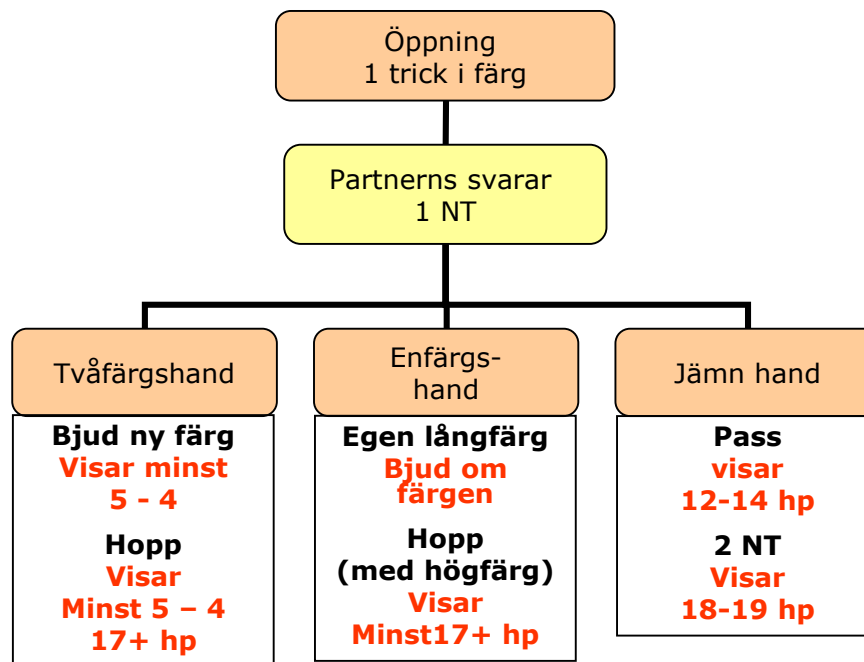 Öppning
1 trick i färg
Partnerns svarar
1 NT
Tvåfärgshand
Bjud ny färg
Visar minst
5 - 4
Hopp
Visar
Minst 5 – 4
17+ hp
Enfärgs-
hand
Egen långfärg
Bjud om
färgen
Hopp
(med högfärg)
Visar
Minst17+ hp
Jämn hand
Pass
visar
12-14 hp
2 NT
Visar
18-19 hp